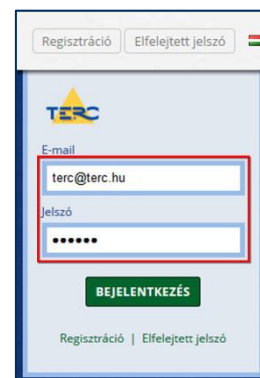 Regisztráció Elfelejtett jelszó
TERC
E-mail
terc@terc.hu
Jelszó
••••••
BEJELENTKEZÉS
Regisztráció | Elfelejtett jelszó